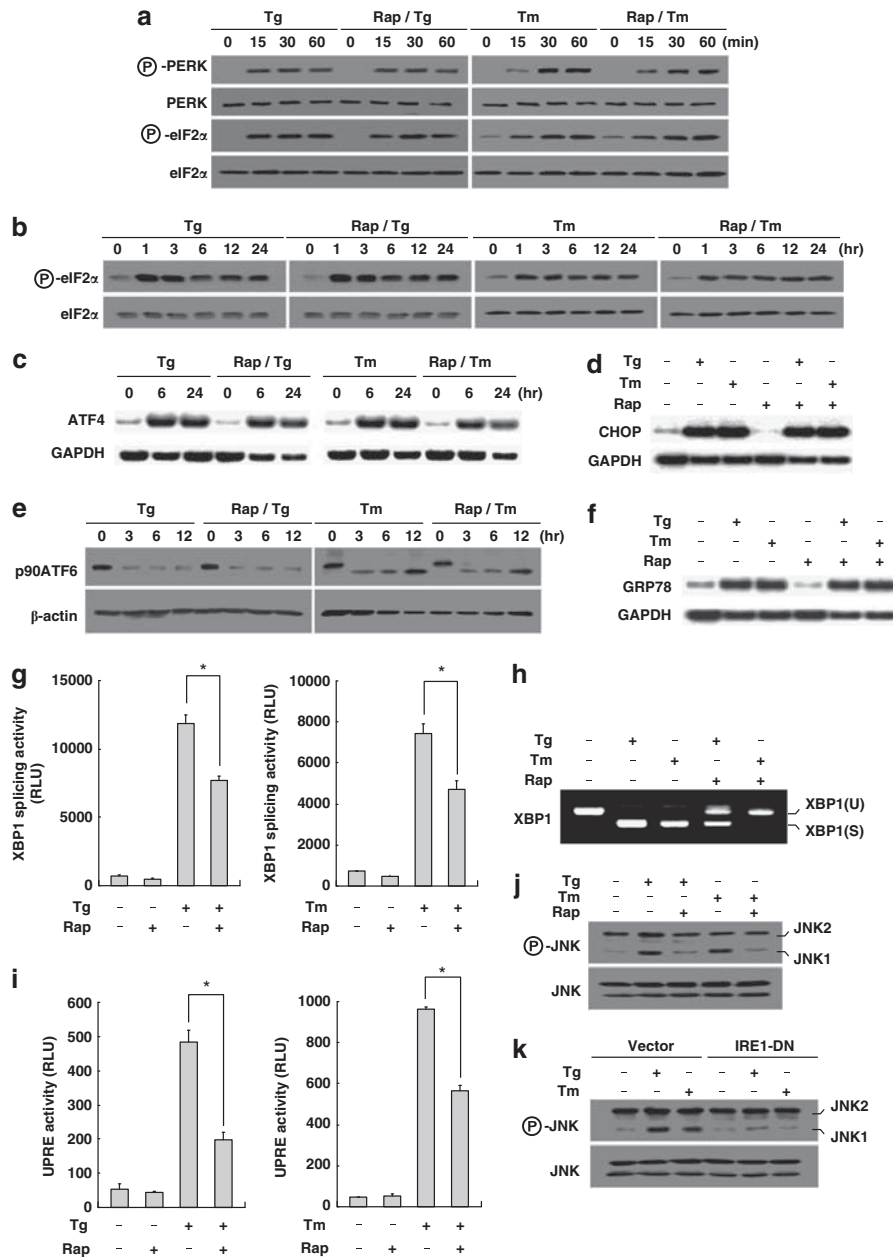 a
Tg Rap / Tg Tm Rap / Tm
0 15 30 60 0 15 30 60 0 15 30 60 0 15 30 60 (min)
Ⓟ-PERK
PERK
Ⓟ-eIF2α
eIF2α
b
Tg Rap / Tg Tm Rap / Tm
0 1 3 6 12 24 0 1 3 6 12 24 0 1 3 6 12 24 0 1 3 6 12 24 (hr)
Ⓟ-eIF2α
eIF2α
c
Tg Rap / Tg Tm Rap / Tm
0 6 24 0 6 24 0 6 24 0 6 24 (hr)
ATF4
GAPDH
d
Tg – + – – + –
Tm – – + – – +
Rap – – – + + +
CHOP
GAPDH
e
Tg Rap / Tg Tm Rap / Tm
0 3 6 12 0 3 6 12 0 3 6 12 0 3 6 12 (hr)
p90ATF6
β-actin
f
Tg – + – – + –
Tm – – + – – +
Rap – – – + + +
GRP78
GAPDH
g
XBP1 splicing activity (RLU)
15000
10000
5000
0
*
Tg – – + +
Rap – + – +
XBP1 splicing activity (RLU)
10000
8000
6000
4000
2000
0
*
Tm – – + +
Rap – + – +
h
Tg – + – + –
Tm – – + – +
Rap – – – + +
XBP1
XBP1(U)
XBP1(S)
i
UPRE activity (RLU)
600
500
400
300
200
100
0
*
Tg – – + +
Rap – + – +
UPRE activity (RLU)
1000
800
600
400
200
0
*
Tm – – + +
Rap – + – +
j
Tg – + + – –
Tm – – – + +
Rap – – + – +
Ⓟ-JNK
JNK2
JNK1
JNK
k
Vector IRE1-DN
Tg – + – – + –
Tm – – + – – +
Ⓟ-JNK
JNK2
JNK1
JNK